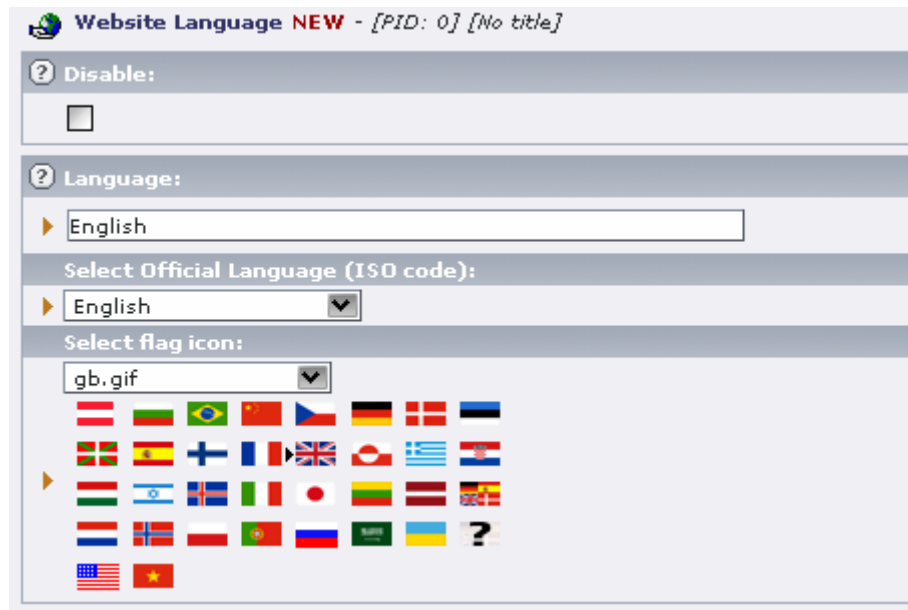 Website Language NEW - [PID: 0] [No title]
? Disable:
? Language:
English
Select Official Language (ISO code):
English
Select flag icon:
gb.gif
?